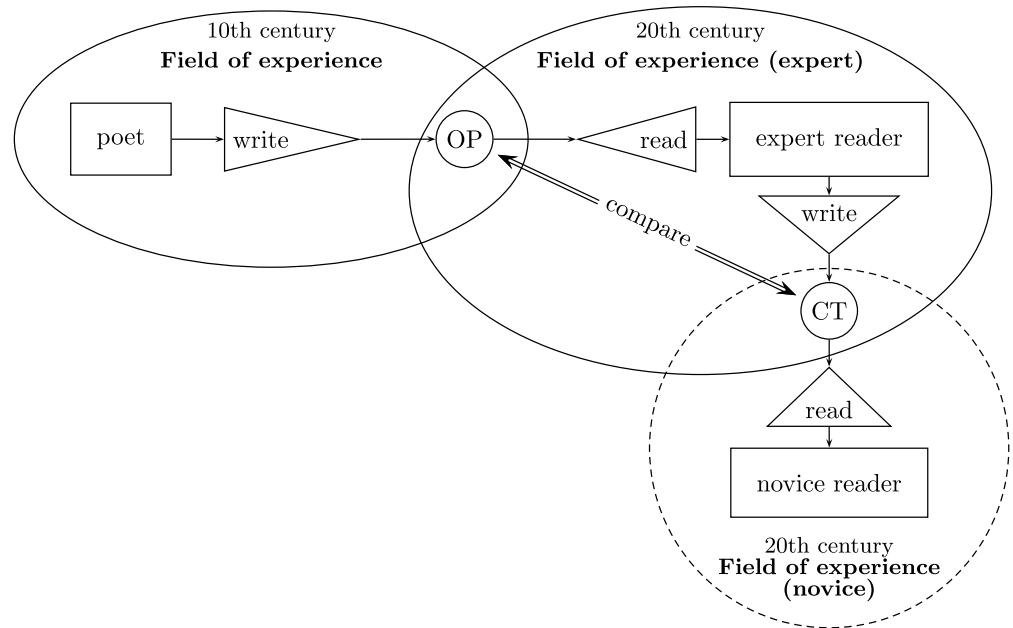 10th century
Field of experience
20th century
Field of experience (expert)
poet
write
OP
read
expert reader
write
compare
CT
read
novice reader
20th century
Field of experience
(novice)